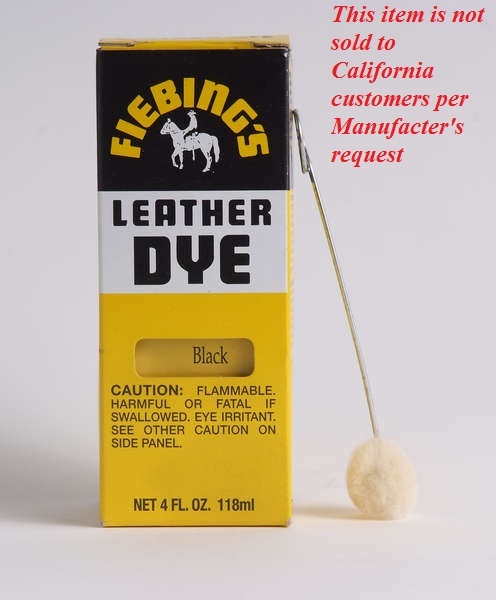 This item is not
sold to
California
customers per
Manufacter's
request
FIEBING'S
LEATHER
DYE
Black
CAUTION: FLAMMABLE.
HARMFUL OR FATAL IF
SWALLOWED. EYE IRRITANT.
SEE OTHER CAUTION ON
SIDE PANEL.
NET 4 FL. OZ. 118ml